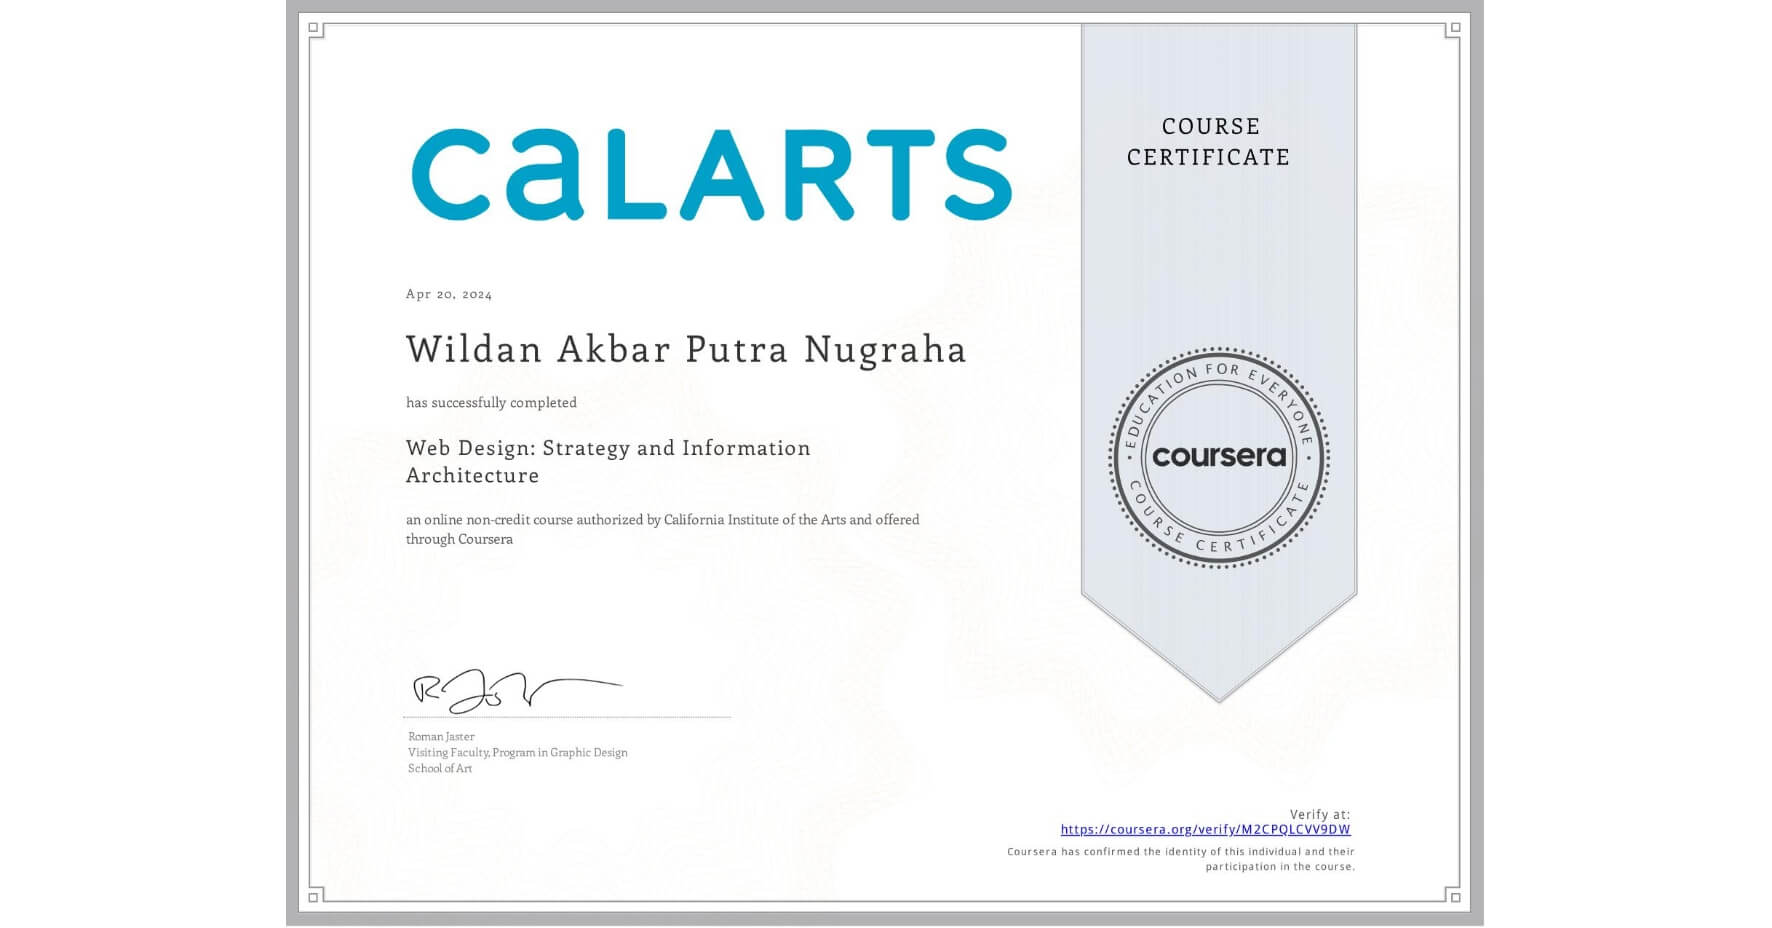 CALARTS
COURSE
CERTIFICATE
Apr 20, 2024
Wildan Akbar Putra Nugraha
has successfully completed
Web Design: Strategy and Information
Architecture
an online non-credit course authorized by California Institute of the Arts and offered
through Coursera
EDUCATION FOR EVERYONE
coursera
COURSE CERTIFICATE
Roman Jaster
Visiting Faculty, Program in Graphic Design
School of Art
Verify at:
https://coursera.org/verify/M2CPQLCVV9DW
Coursera has confirmed the identity of this individual and their
participation in the course.